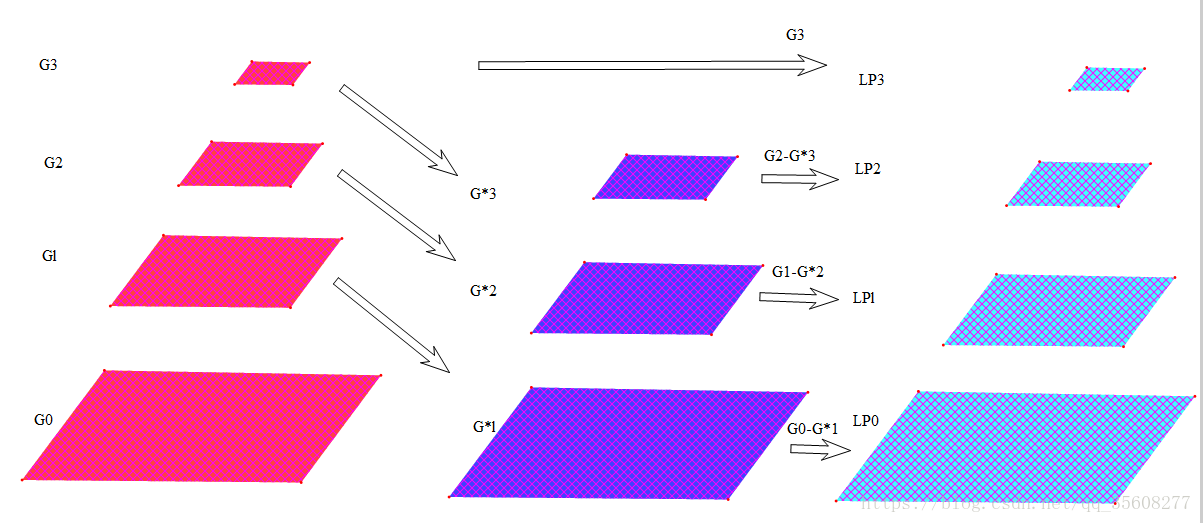 G3
G3
LP3
G2
G2-G*3
LP2
G*3
G1
G1-G*2
G*2
LP1
G0
G*1
G0-G*1
LP0
https://blog.csdn.net/qq_35608277